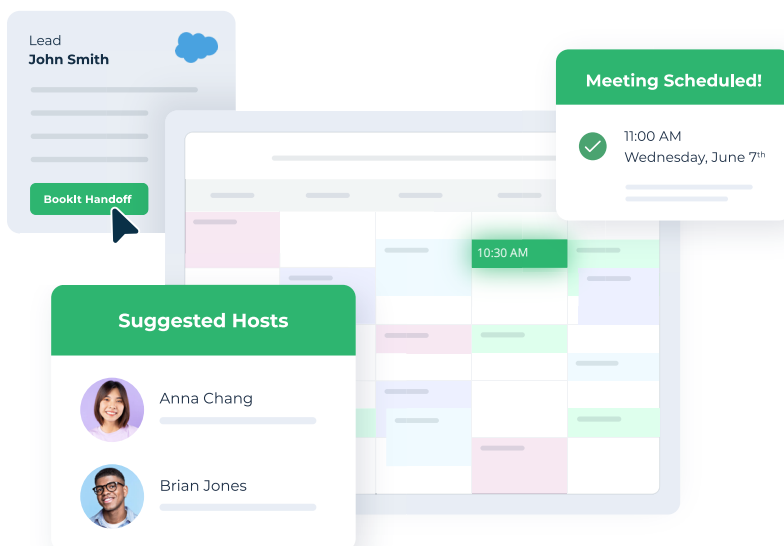 Lead
John Smith
BookIt Handoff
Meeting Scheduled!
11:00 AM
Wednesday, June 7th
10:30 AM
Suggested Hosts
Anna Chang
Brian Jones